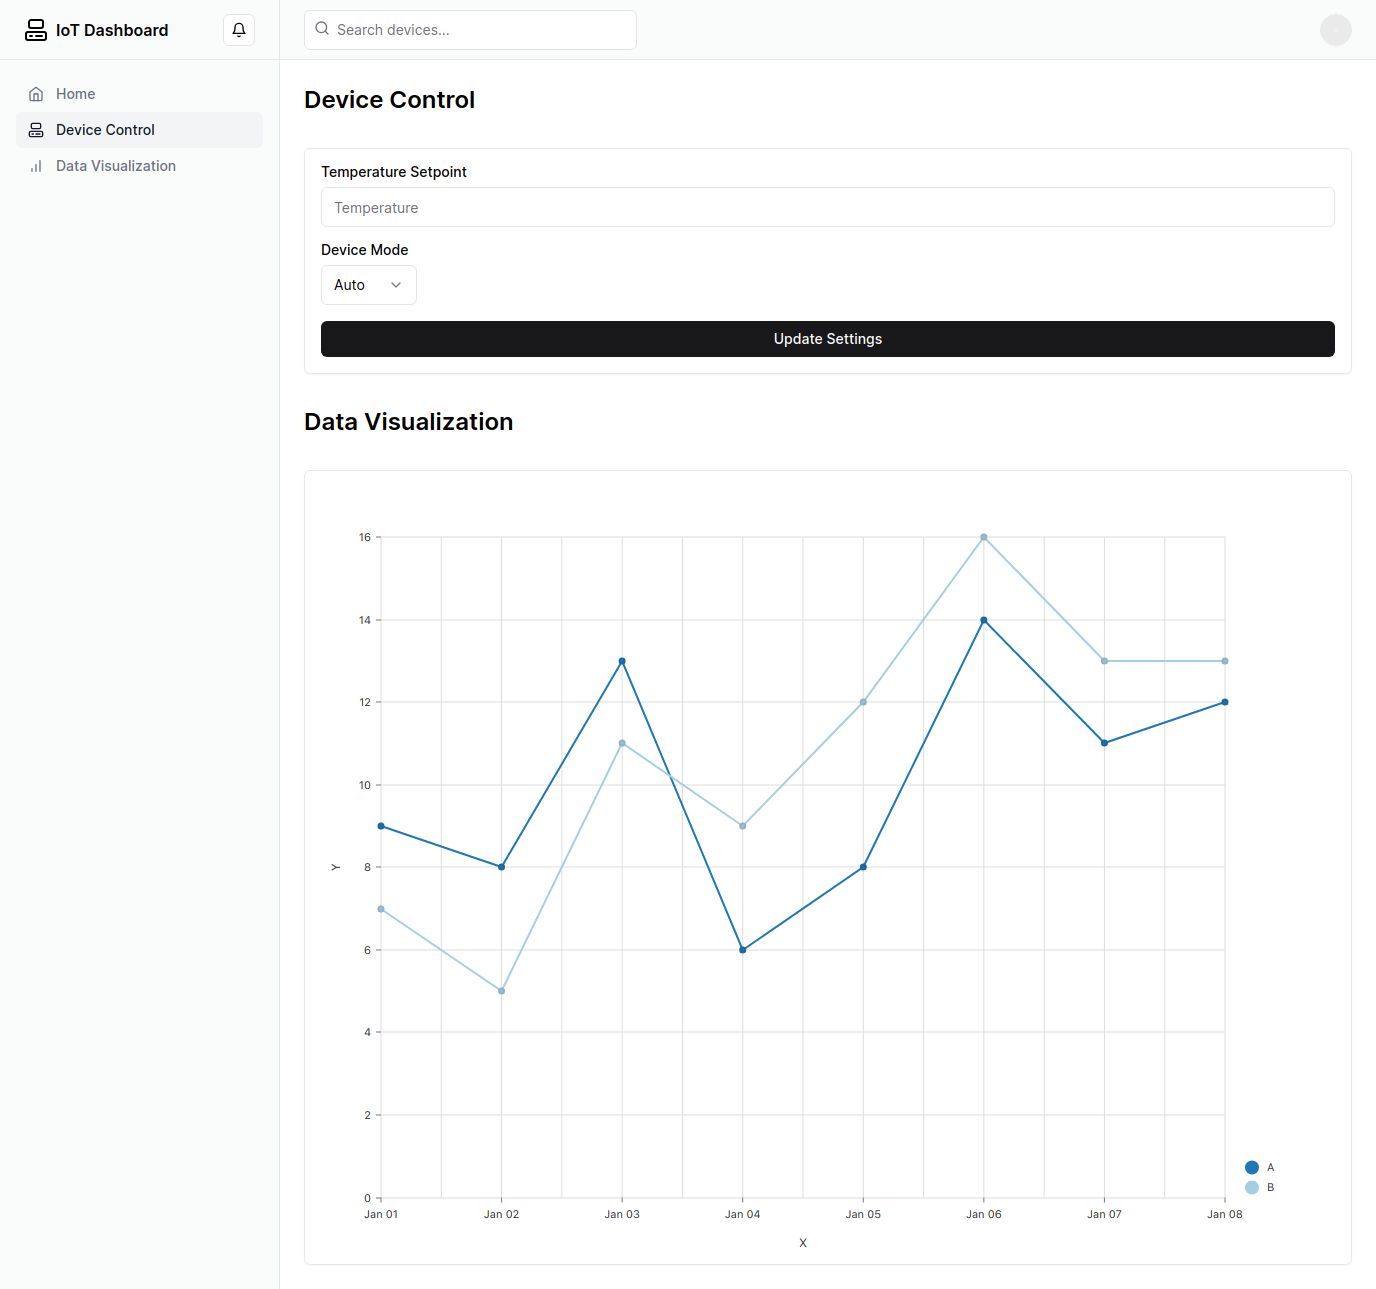 IoT Dashboard
Search devices...
Home
Device Control
Data Visualization
Device Control
Temperature Setpoint
Temperature
Device Mode
Auto
Update Settings
Data Visualization
16
14
12
10
8
6
4
2
0
Y
Jan 01 Jan 02 Jan 03 Jan 04 Jan 05 Jan 06 Jan 07 Jan 08
X
A
B